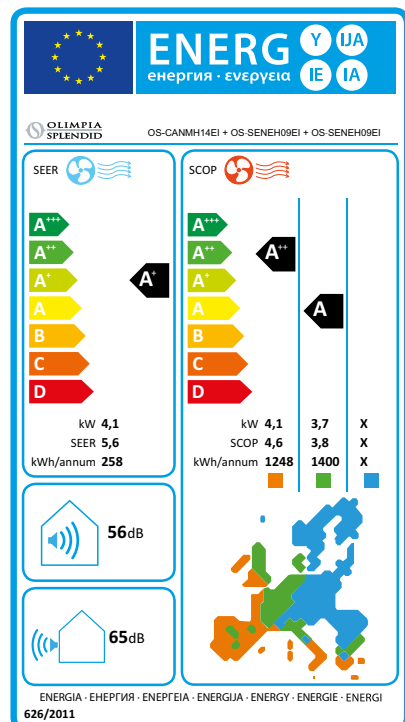 ENERG
енергия · ενεργεια
Y
IJA
IE
IA
OLIMPIA
SPLENDID
OS-CANMH14EI + OS-SENEH09EI + OS-SENEH09EI
SEER
SCOP
A+++
A++
A+
A
B
C
D
A+
A+++
A++
A+
A
B
C
D
A++
A
kW 4,1
SEER 5,6
kWh/annum 258
kW 4,1 3,7 X
SCOP 4,6 3,8 X
kWh/annum 1248 1400 X
56dB
65dB
ENERGIA · ЕНЕРГИЯ · ΕΝΕΡΓΕΙΑ · ENERGIJA · ENERGY · ENERGIE · ENERGI
626/2011